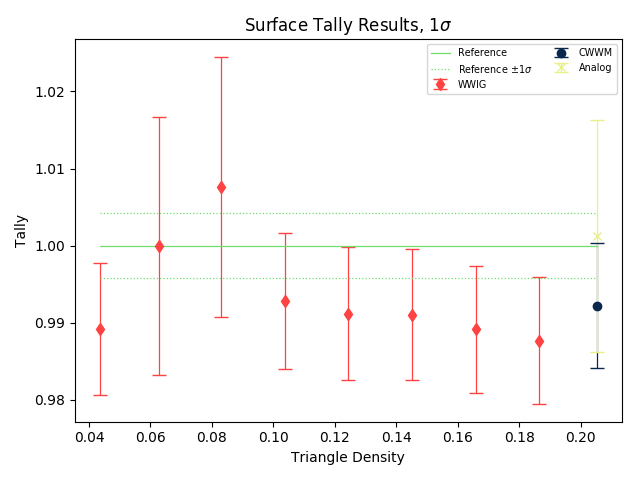 Surface Tally Results, 1σ
Reference
Reference ±1σ
WWIG
CWWM
Analog
Tally
1.02
1.01
1.00
0.99
0.98
0.04 0.06 0.08 0.10 0.12 0.14 0.16 0.18 0.20
Triangle Density